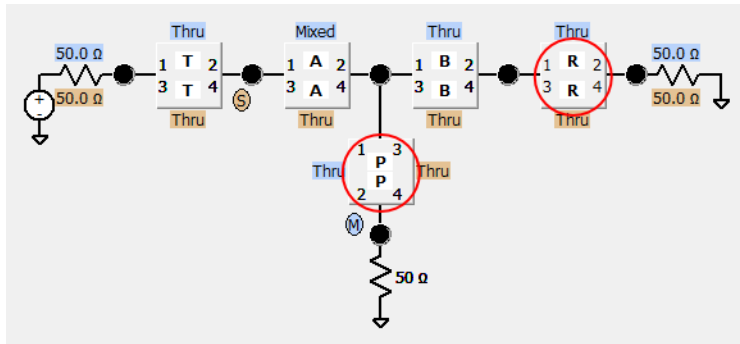 Thru Mixed Thru Thru
50.0 Ω 50.0 Ω
1 T 2 1 A 2 1 B 2 1 R 2
3 T 4 3 A 4 3 B 4 3 R 4
+ 50.0 Ω S 50.0 Ω
- Thru Thru Thru Thru
1 3
P
Thru Thru
P
2 4
M
50 Ω